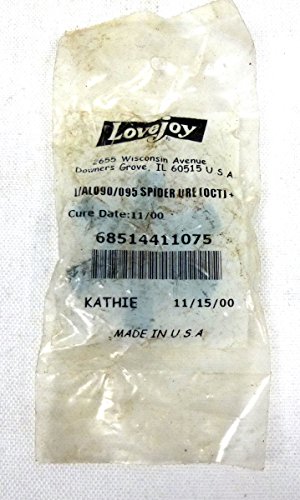 Lovejoy
2655 Wisconsin Avenue
Downers Grove, IL 60515 U S A
L/AL090/095 SPIDER URE (OCT) +
Cure Date:11/00
68514411075
KATHIE 11/15/00
MADE IN U S A